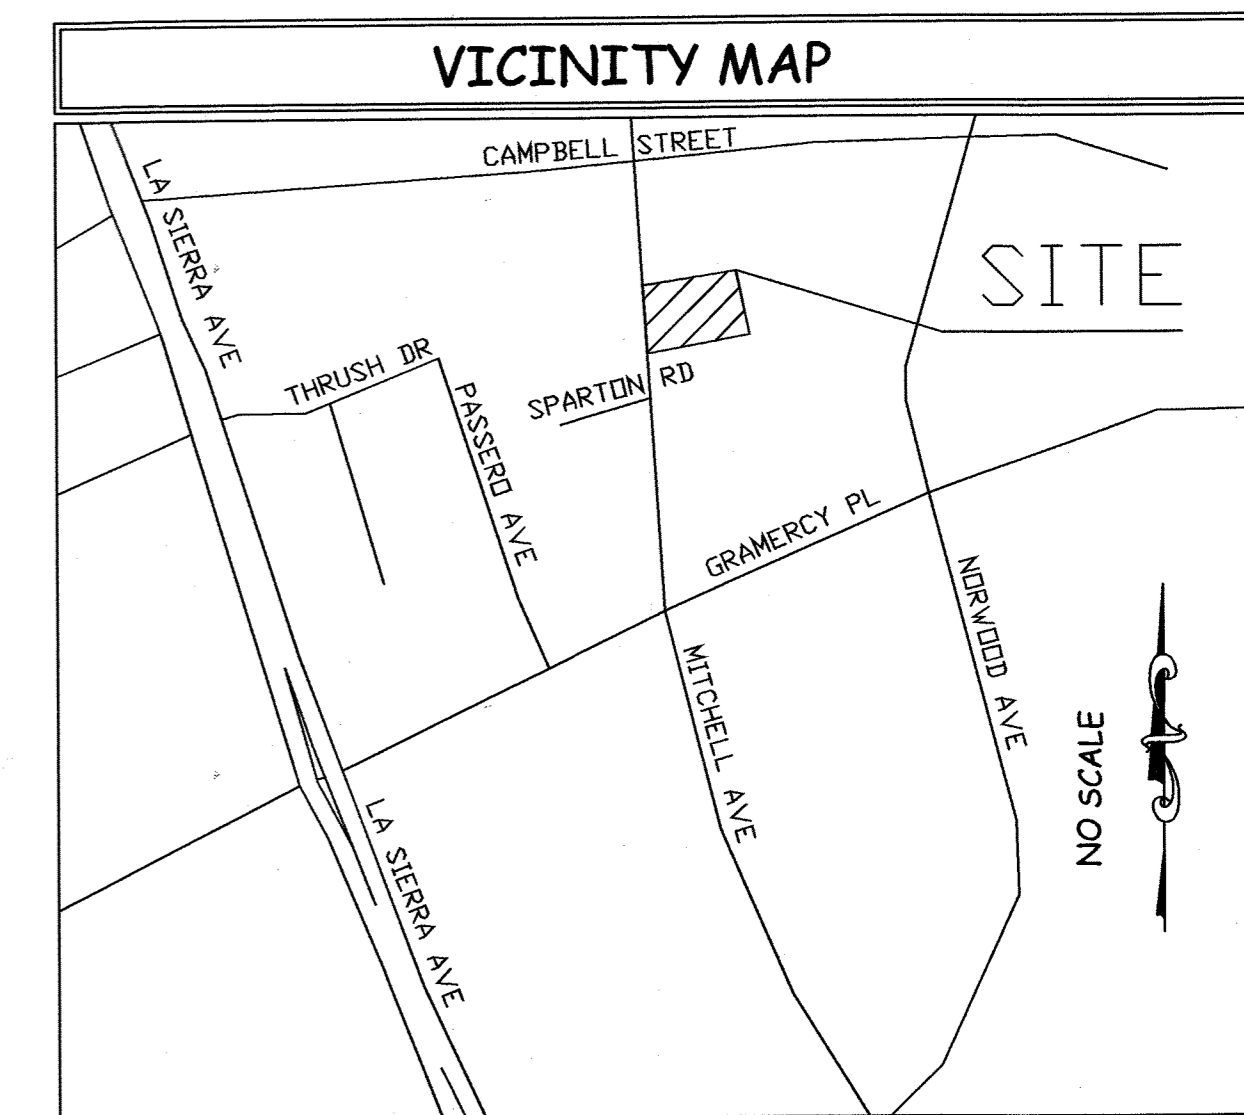 VICINITY MAP
CAMPBELL STREET
LA SIERRA AVE
SITE
THRUSH DR
PASSERO AVE
SPARTON RD
GRAMERCY PL
NORWOOD AVE
MITCHELL AVE
NO SCALE
LA SIERRA AVE